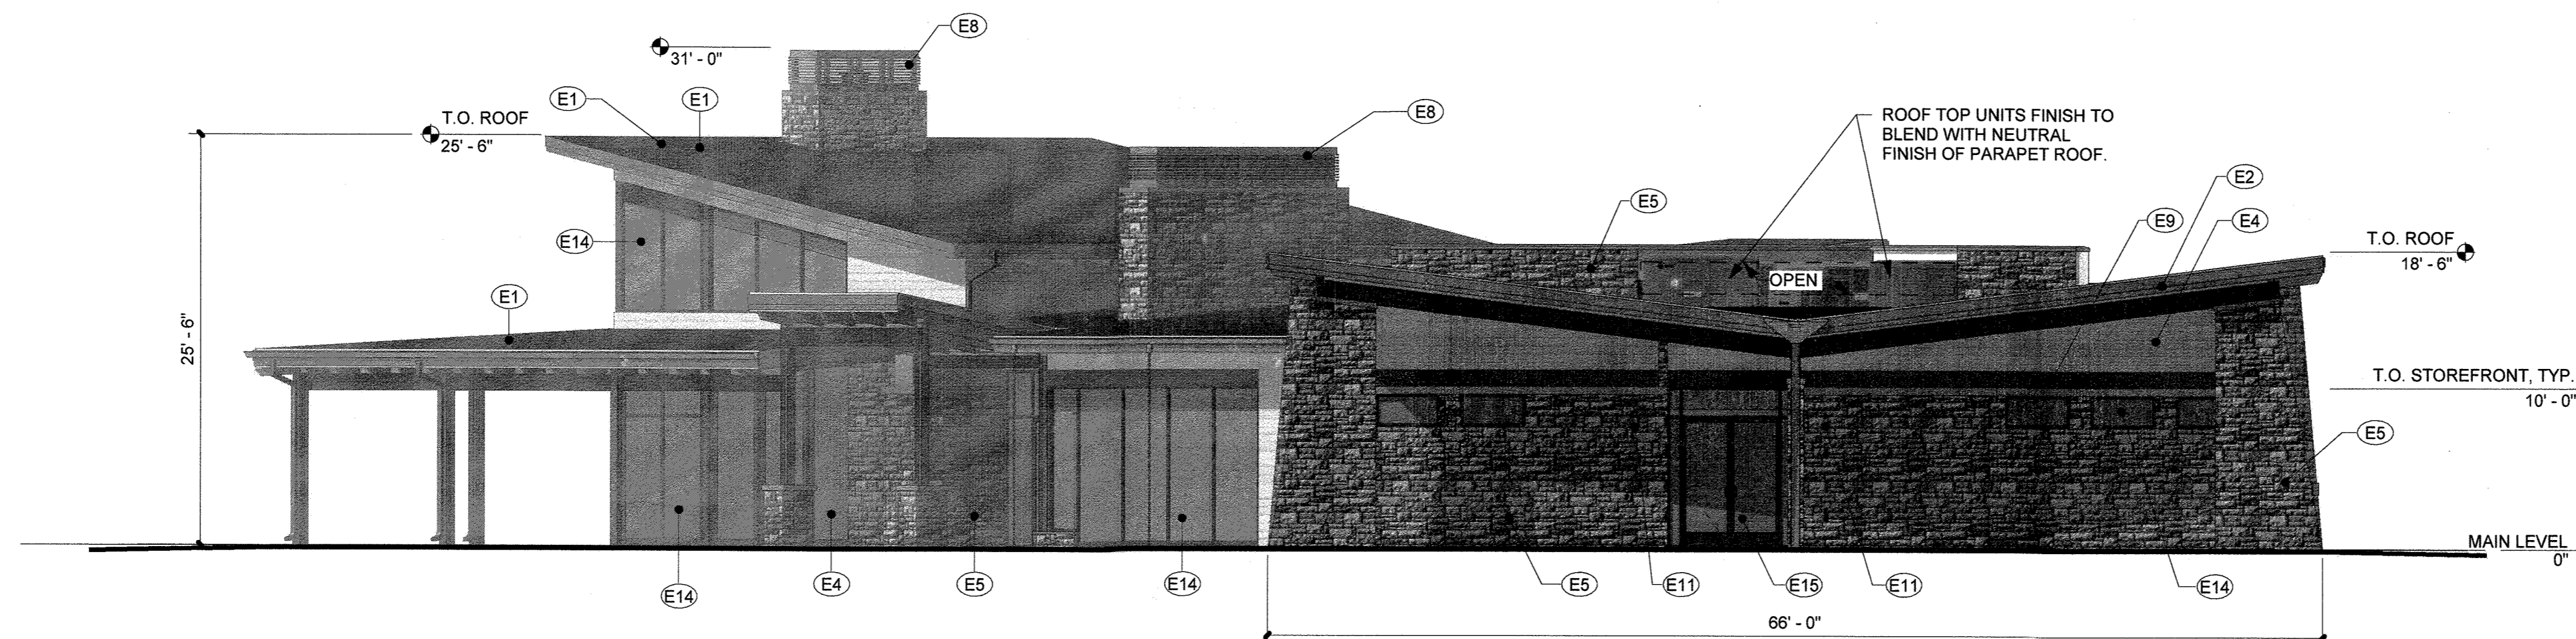 E8
31' - 0"
E1
E1
E8
T.O. ROOF
25' - 6"
ROOF TOP UNITS FINISH TO
BLEND WITH NEUTRAL
FINISH OF PARAPET ROOF.
E2
E5
E9
E4
E14
T.O. ROOF
18' - 6"
OPEN
E1
25' - 6"
T.O. STOREFRONT, TYP.
10' - 0"
E5
MAIN LEVEL
0"
E14
E4
E5
E14
E5
E11
E15
E11
E14
66' - 0"